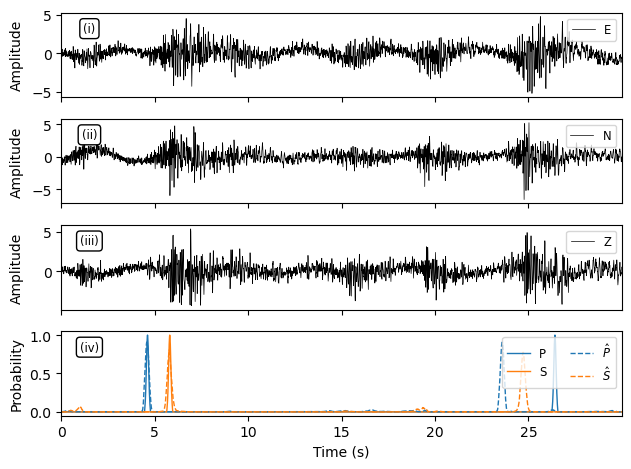 5
0
−5
Amplitude
(i)
E
5
0
−5
Amplitude
(ii)
N
5
0
Amplitude
(iii)
Z
1.0
0.5
0.0
Probability
(iv)
P
S
P̂
Ŝ
0
5
10
15
20
25
Time (s)